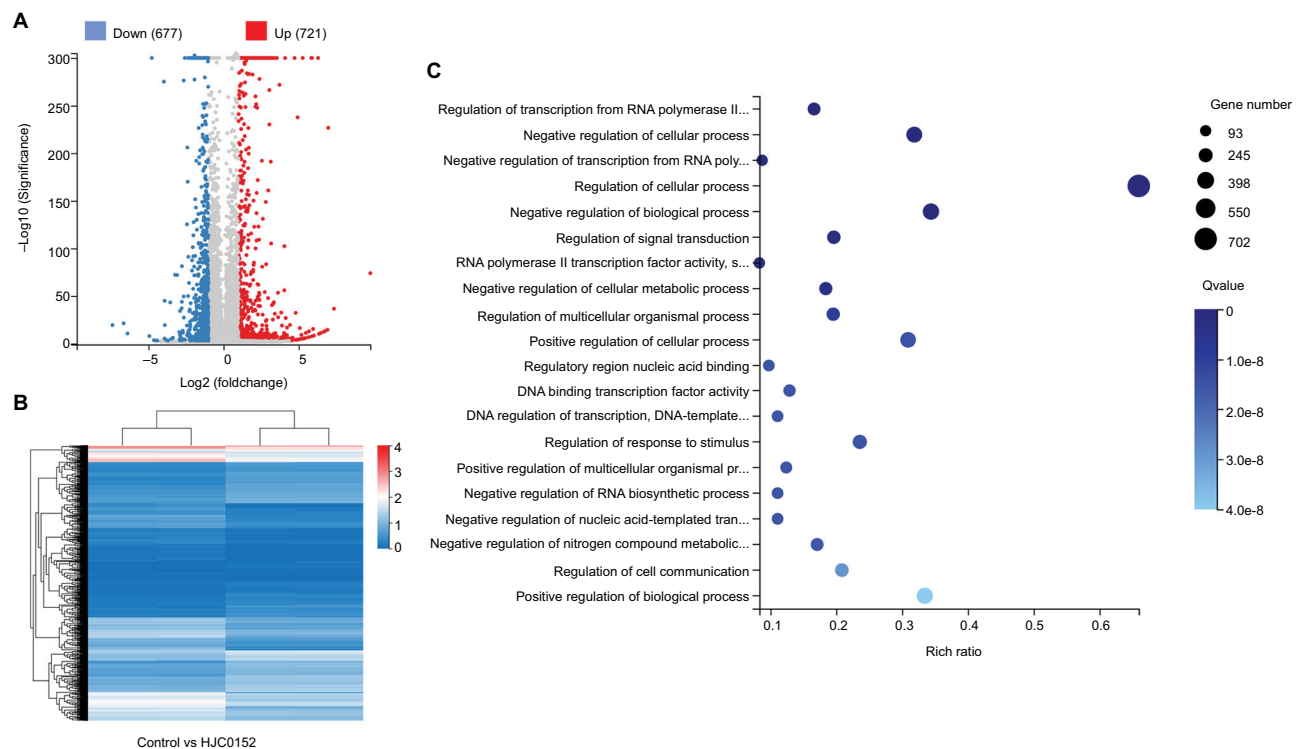 A
Down (677)
Up (721)
300
250
200
150
100
50
0
−5
0
5
−Log10 (Significance)
Log2 (foldchange)
B
4
3
2
1
0
Control vs HJC0152
C
Regulation of transcription from RNA polymerase II...
Negative regulation of cellular process
Negative regulation of transcription from RNA poly...
Regulation of cellular process
Negative regulation of biological process
Regulation of signal transduction
RNA polymerase II transcription factor activity, s...
Negative regulation of cellular metabolic process
Regulation of multicellular organismal process
Positive regulation of cellular process
Regulatory region nucleic acid binding
DNA binding transcription factor activity
DNA regulation of transcription, DNA-template...
Regulation of response to stimulus
Positive regulation of multicellular organismal pr...
Negative regulation of RNA biosynthetic process
Negative regulation of nucleic acid-templated tran...
Negative regulation of nitrogen compound metabolic...
Regulation of cell communication
Positive regulation of biological process
0.1
0.2
0.3
0.4
0.5
0.6
Rich ratio
Gene number
93
245
398
550
702
Qvalue
0
1.0e-8
2.0e-8
3.0e-8
4.0e-8